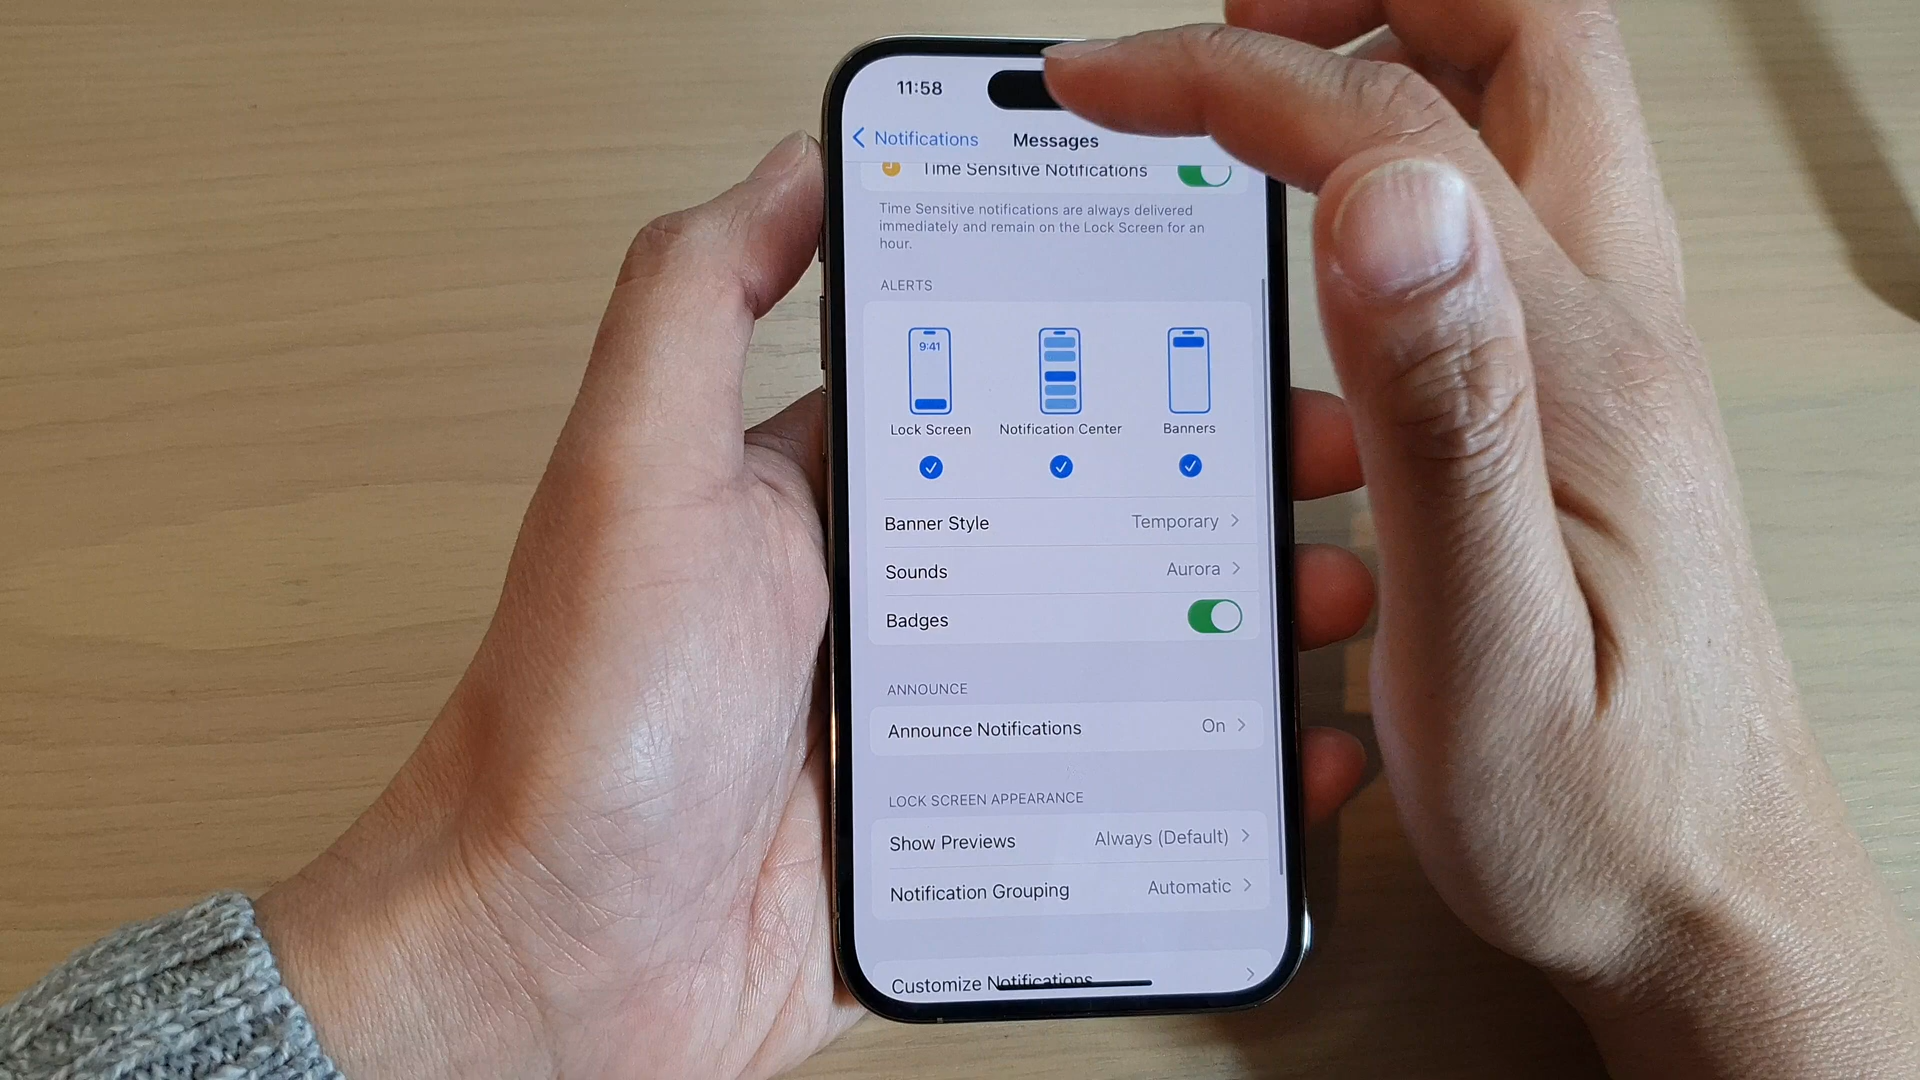 11:58
Notifications
Messages
Time Sensitive Notifications
Time Sensitive notifications are always delivered
immediately and remain on the Lock Screen for an
hour.
ALERTS
9:41
Lock Screen
Notification Center
Banners
Banner Style
Temporary
Sounds
Aurora
Badges
ANNOUNCE
Announce Notifications
On
LOCK SCREEN APPEARANCE
Show Previews
Always (Default)
Notification Grouping
Automatic
Customize Notifications